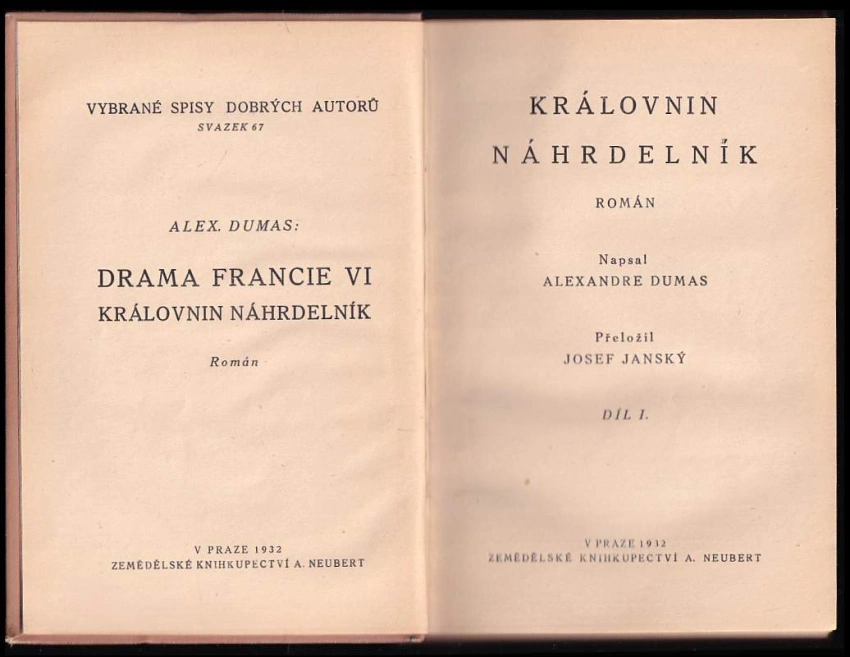 VYBRANÉ SPISY DOBRÝCH AUTORŮ
SVAZEK 67
ALEX. DUMAS:
DRAMA FRANCIE VI
KRÁLOVNIN NÁHRDELNÍK
Román
V PRAZE 1932
ZEMĚDĚLSKÉ KNIHKUPECTVÍ A. NEUBERT
KRÁLOVNIN
NÁHRDELNÍK
ROMÁN
Napsal
ALEXANDRE DUMAS
Přeložil
JOSEF JANSKÝ
DÍL I.
V PRAZE 1932
ZEMĚDĚLSKÉ KNIHKUPECTVÍ A. NEUBERT